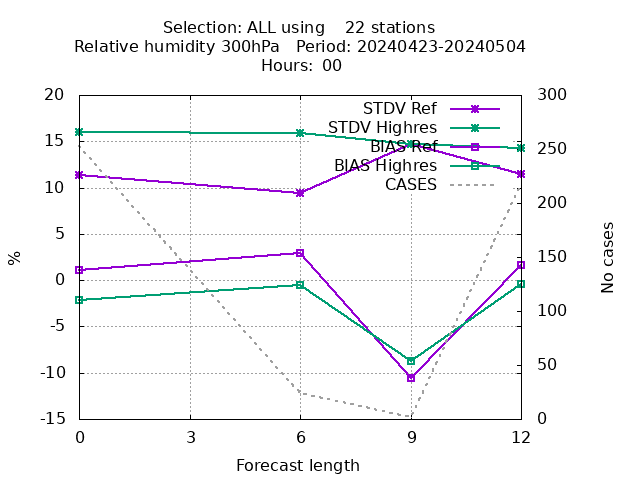 Selection: ALL using    22 stations
Relative humidity 300hPa   Period: 20240423-20240504
Hours: 00
STDV Ref
STDV Highres
BIAS Ref
BIAS Highres
CASES
20
15
10
5
0
-5
-10
-15
%
300
250
200
150
100
50
0
No cases
0 3 6 9 12
Forecast length